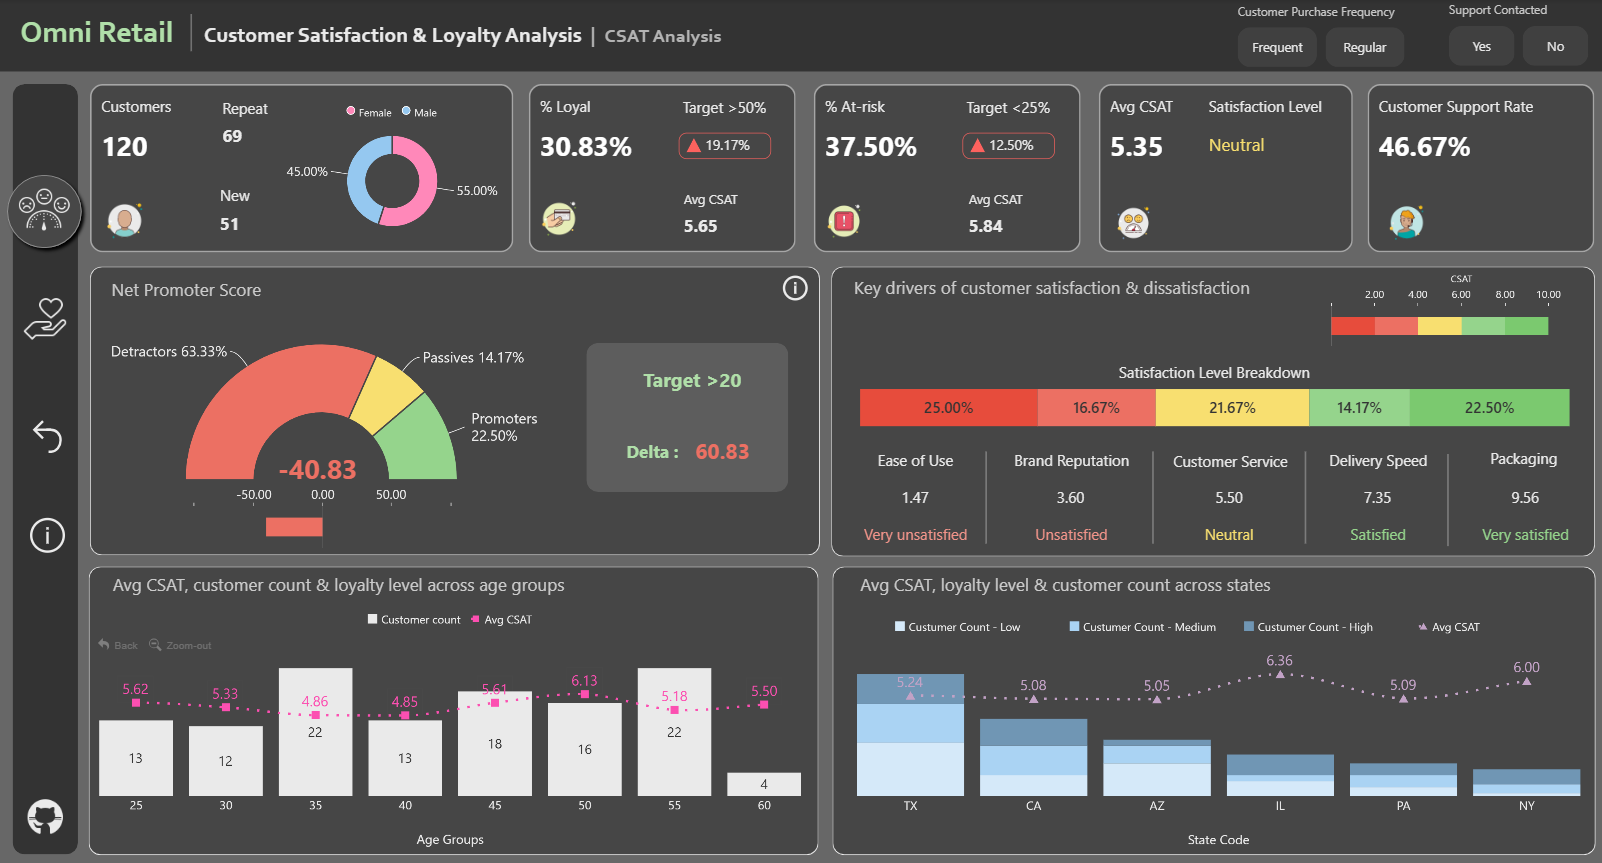 Omni Retail
Customer Satisfaction & Loyalty Analysis | CSAT Analysis
Customer Purchase Frequency
Frequent
Regular
Support Contacted
Yes
No
Customers
120
Repeat
69
New
51
Female
Male
45.00%
55.00%
% Loyal
30.83%
Target >50%
19.17%
Avg CSAT
5.65
% At-risk
37.50%
Target <25%
12.50%
Avg CSAT
5.84
Avg CSAT
5.35
Satisfaction Level
Neutral
Customer Support Rate
46.67%
Net Promoter Score
Detractors 63.33%
Passives 14.17%
Promoters
22.50%
-40.83
-50.00
0.00
50.00
Target >20
Delta : 60.83
Key drivers of customer satisfaction & dissatisfaction
CSAT
2.00
4.00
6.00
8.00
10.00
Satisfaction Level Breakdown
25.00%
16.67%
21.67%
14.17%
22.50%
Ease of Use
1.47
Very unsatisfied
Brand Reputation
3.60
Unsatisfied
Customer Service
5.50
Neutral
Delivery Speed
7.35
Satisfied
Packaging
9.56
Very satisfied
Avg CSAT, customer count & loyalty level across age groups
Customer count
Avg CSAT
Back
Zoom-out
5.62
5.33
4.86
4.85
5.61
6.13
5.18
5.50
13
12
22
13
18
16
22
4
25
30
35
40
45
50
55
60
Age Groups
Avg CSAT, loyalty level & customer count across states
Custumer Count - Low
Custumer Count - Medium
Custumer Count - High
Avg CSAT
5.24
5.08
5.05
6.36
5.09
6.00
TX
CA
AZ
IL
PA
NY
State Code